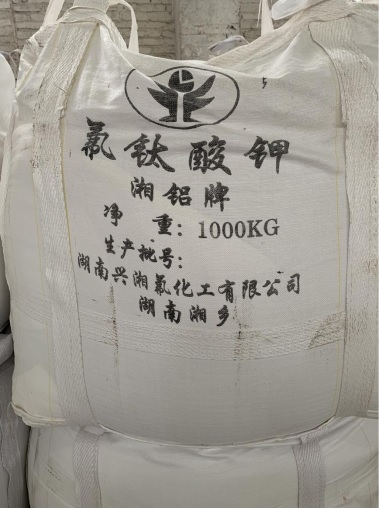 氟钛酸钾
湘铝牌
净 重: 1000KG
生产批号:
湖南兴湘氟化工有限公司
湖南湘乡